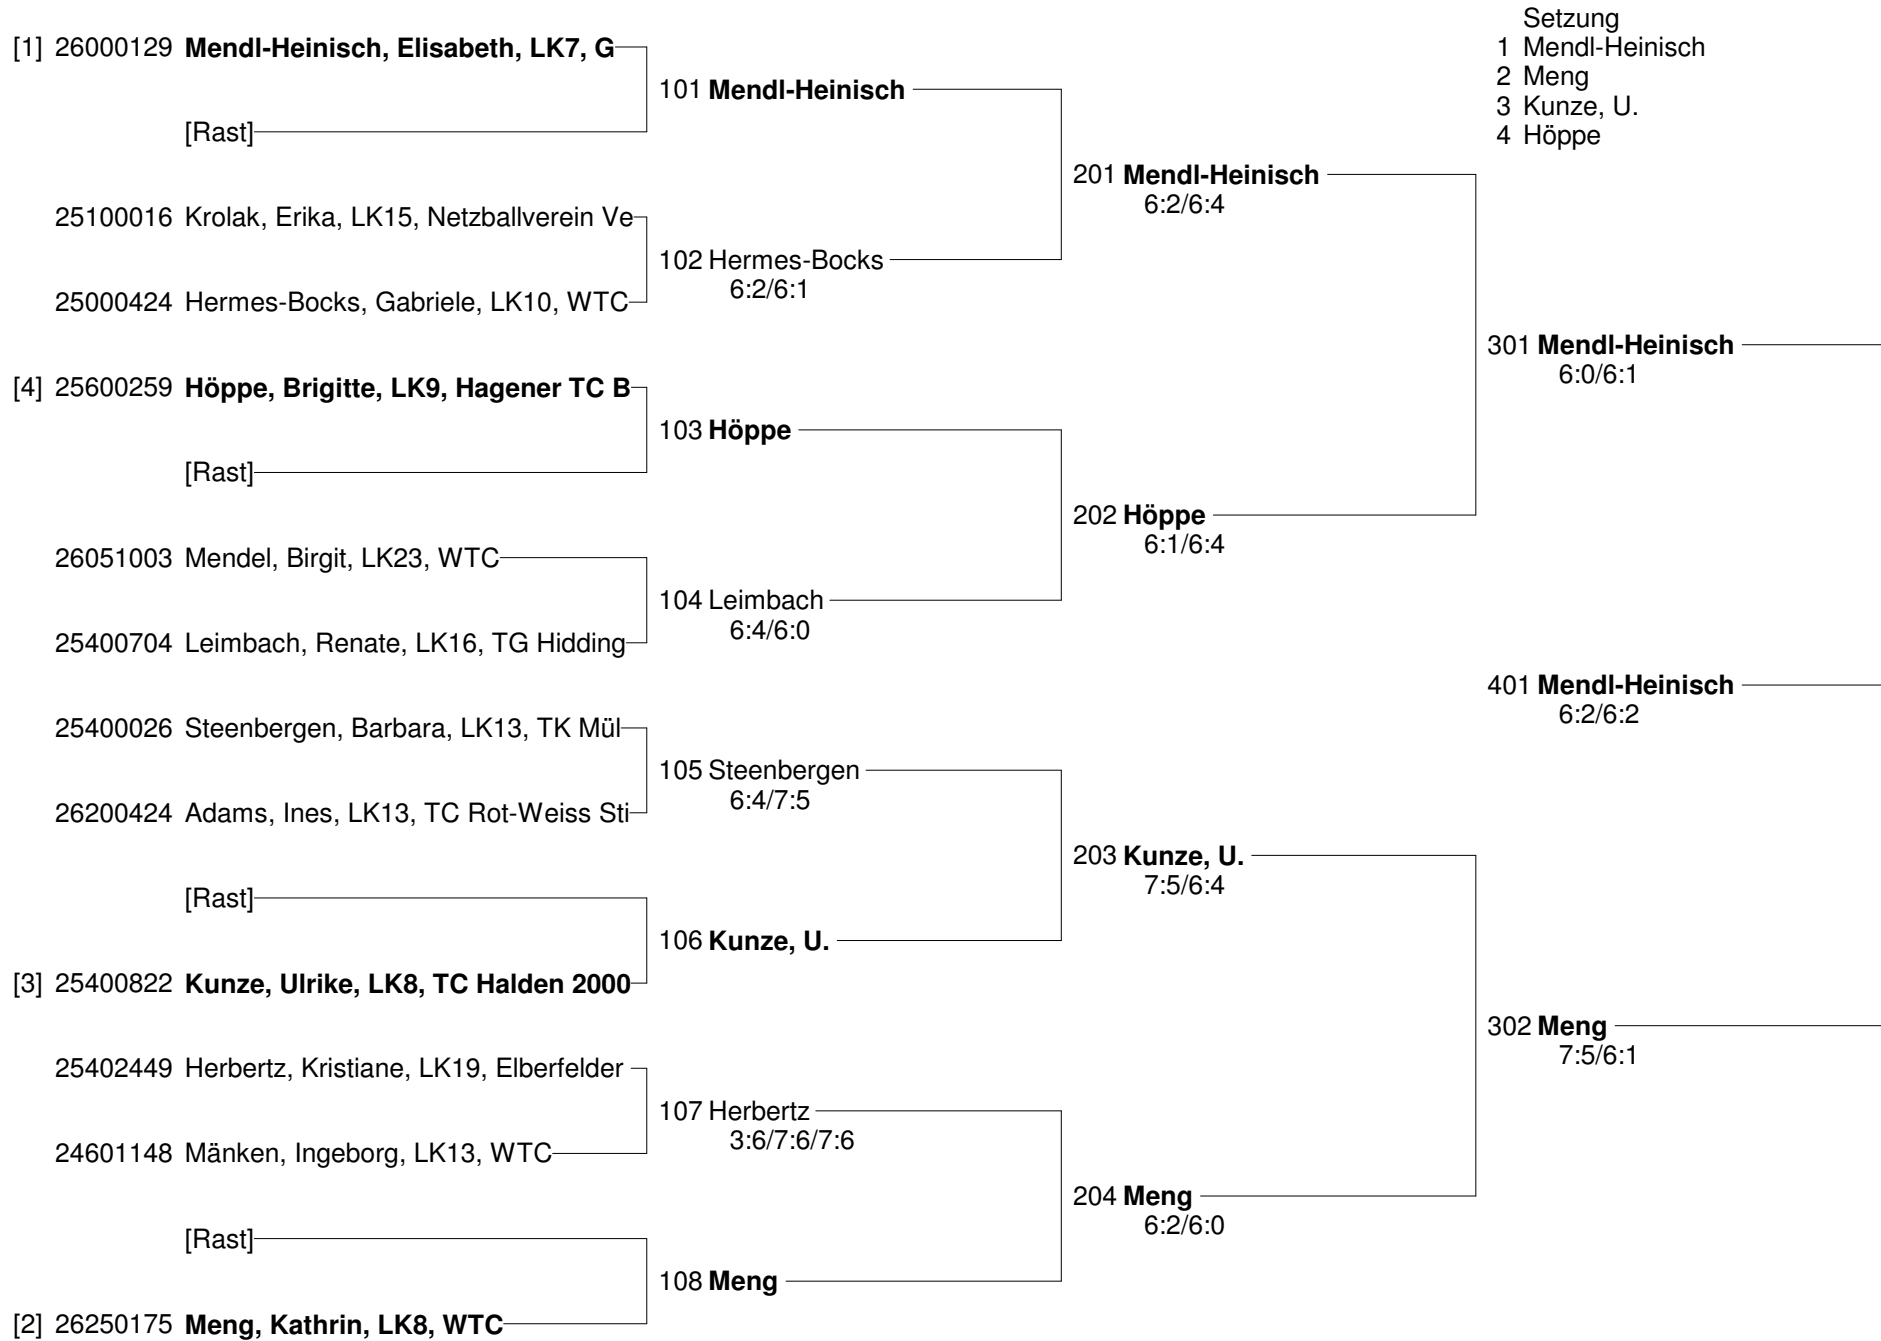 Setzung
1 Mendl-Heinisch
2 Meng
3 Kunze, U.
4 Höppe
[1] 26000129 Mendl-Heinisch, Elisabeth, LK7, G
[Rast]
25100016 Krolak, Erika, LK15, Netzballverein Ve
25000424 Hermes-Bocks, Gabriele, LK10, WTC
[4] 25600259 Höppe, Brigitte, LK9, Hagener TC B
[Rast]
26051003 Mendel, Birgit, LK23, WTC
25400704 Leimbach, Renate, LK16, TG Hidding
25400026 Steenbergen, Barbara, LK13, TK Mül
26200424 Adams, Ines, LK13, TC Rot-Weiss Sti
[Rast]
[3] 25400822 Kunze, Ulrike, LK8, TC Halden 2000
25402449 Herbertz, Kristiane, LK19, Elberfelder
24601148 Mänken, Ingeborg, LK13, WTC
[Rast]
[2] 26250175 Meng, Kathrin, LK8, WTC
101 Mendl-Heinisch
102 Hermes-Bocks
6:2/6:1
103 Höppe
104 Leimbach
6:4/6:0
105 Steenbergen
6:4/7:5
106 Kunze, U.
107 Herbertz
3:6/7:6/7:6
108 Meng
201 Mendl-Heinisch
6:2/6:4
202 Höppe
6:1/6:4
203 Kunze, U.
7:5/6:4
204 Meng
6:2/6:0
301 Mendl-Heinisch
6:0/6:1
401 Mendl-Heinisch
6:2/6:2
302 Meng
7:5/6:1